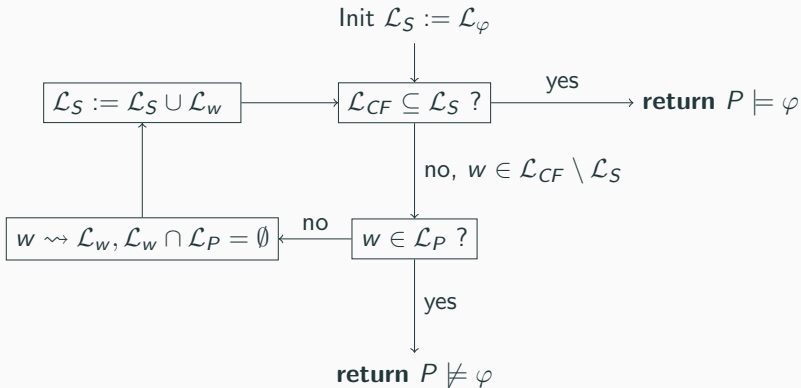 Init 𝓛_S := 𝓛_φ
𝓛_S := 𝓛_S ∪ 𝓛_w
𝓛_CF ⊆ 𝓛_S ?
yes
return P ⊨ φ
no, w ∈ 𝓛_CF \ 𝓛_S
w ⇝ 𝓛_w, 𝓛_w ∩ 𝓛_P = ∅
no
w ∈ 𝓛_P ?
yes
return P ⊭ φ